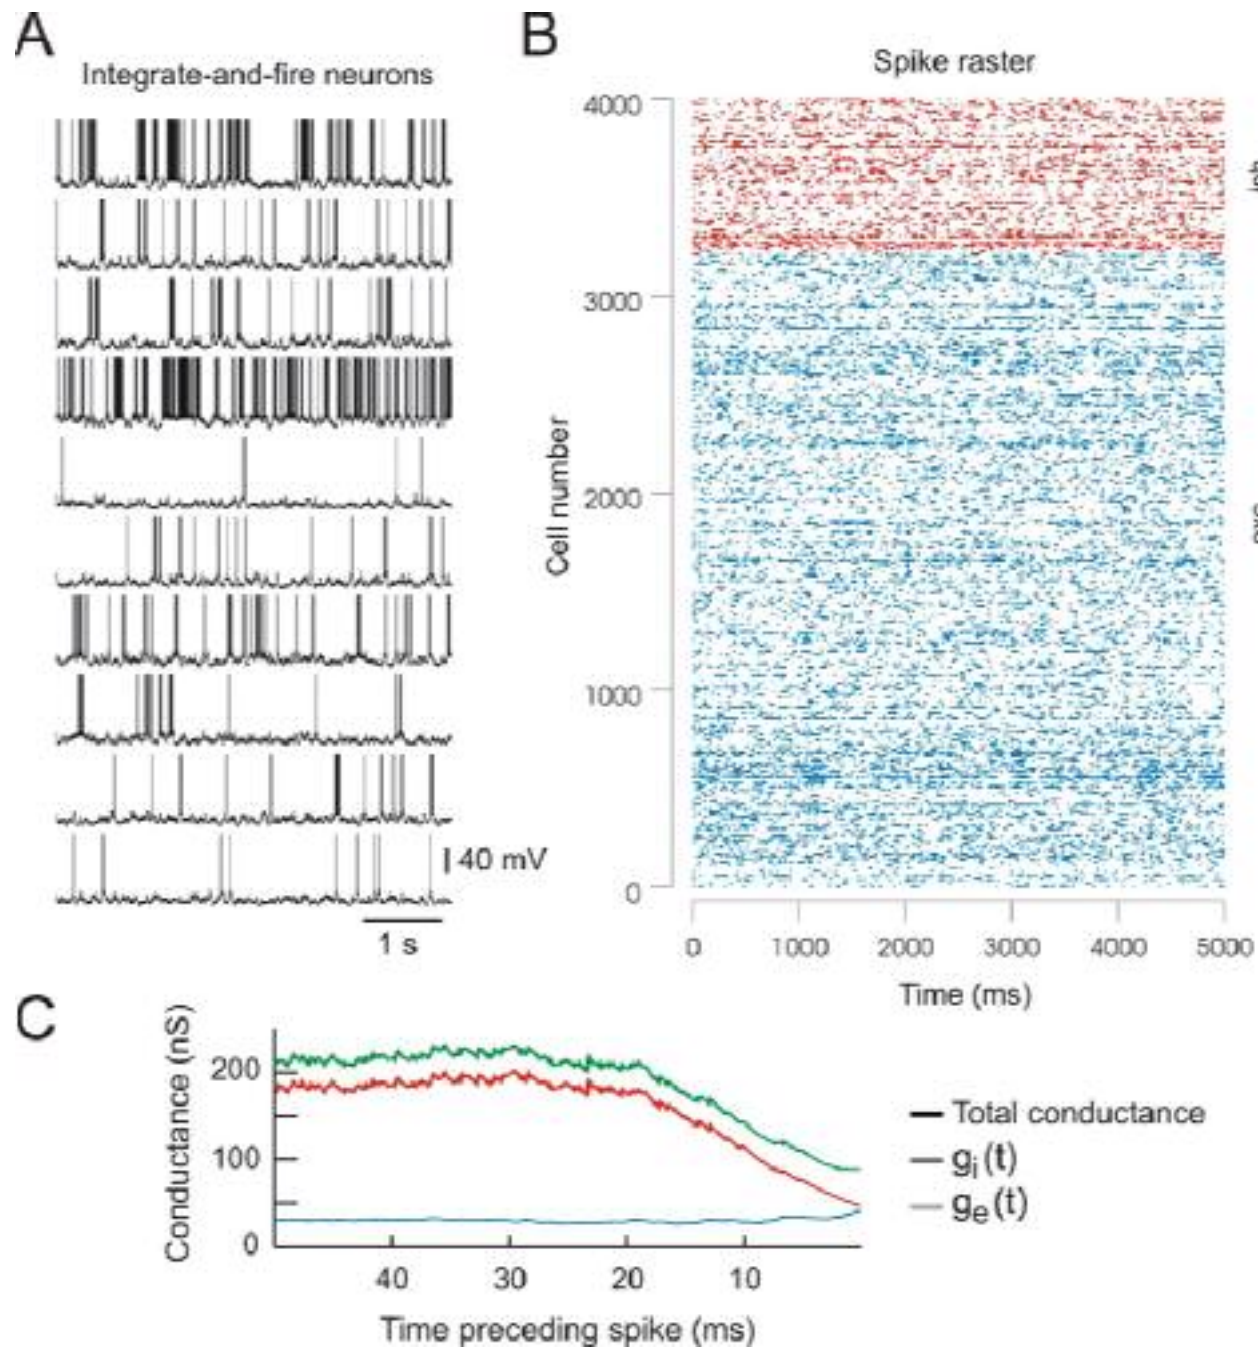 A
Integrate-and-fire neurons
40 mV
1 s
B
Spike raster
4000
3000
2000
1000
0
Cell number
0 1000 2000 3000 4000 5000
Time (ms)
C
Conductance (nS)
200
100
0
40 30 20 10
Time preceding spike (ms)
Total conductance
gi(t)
ge(t)